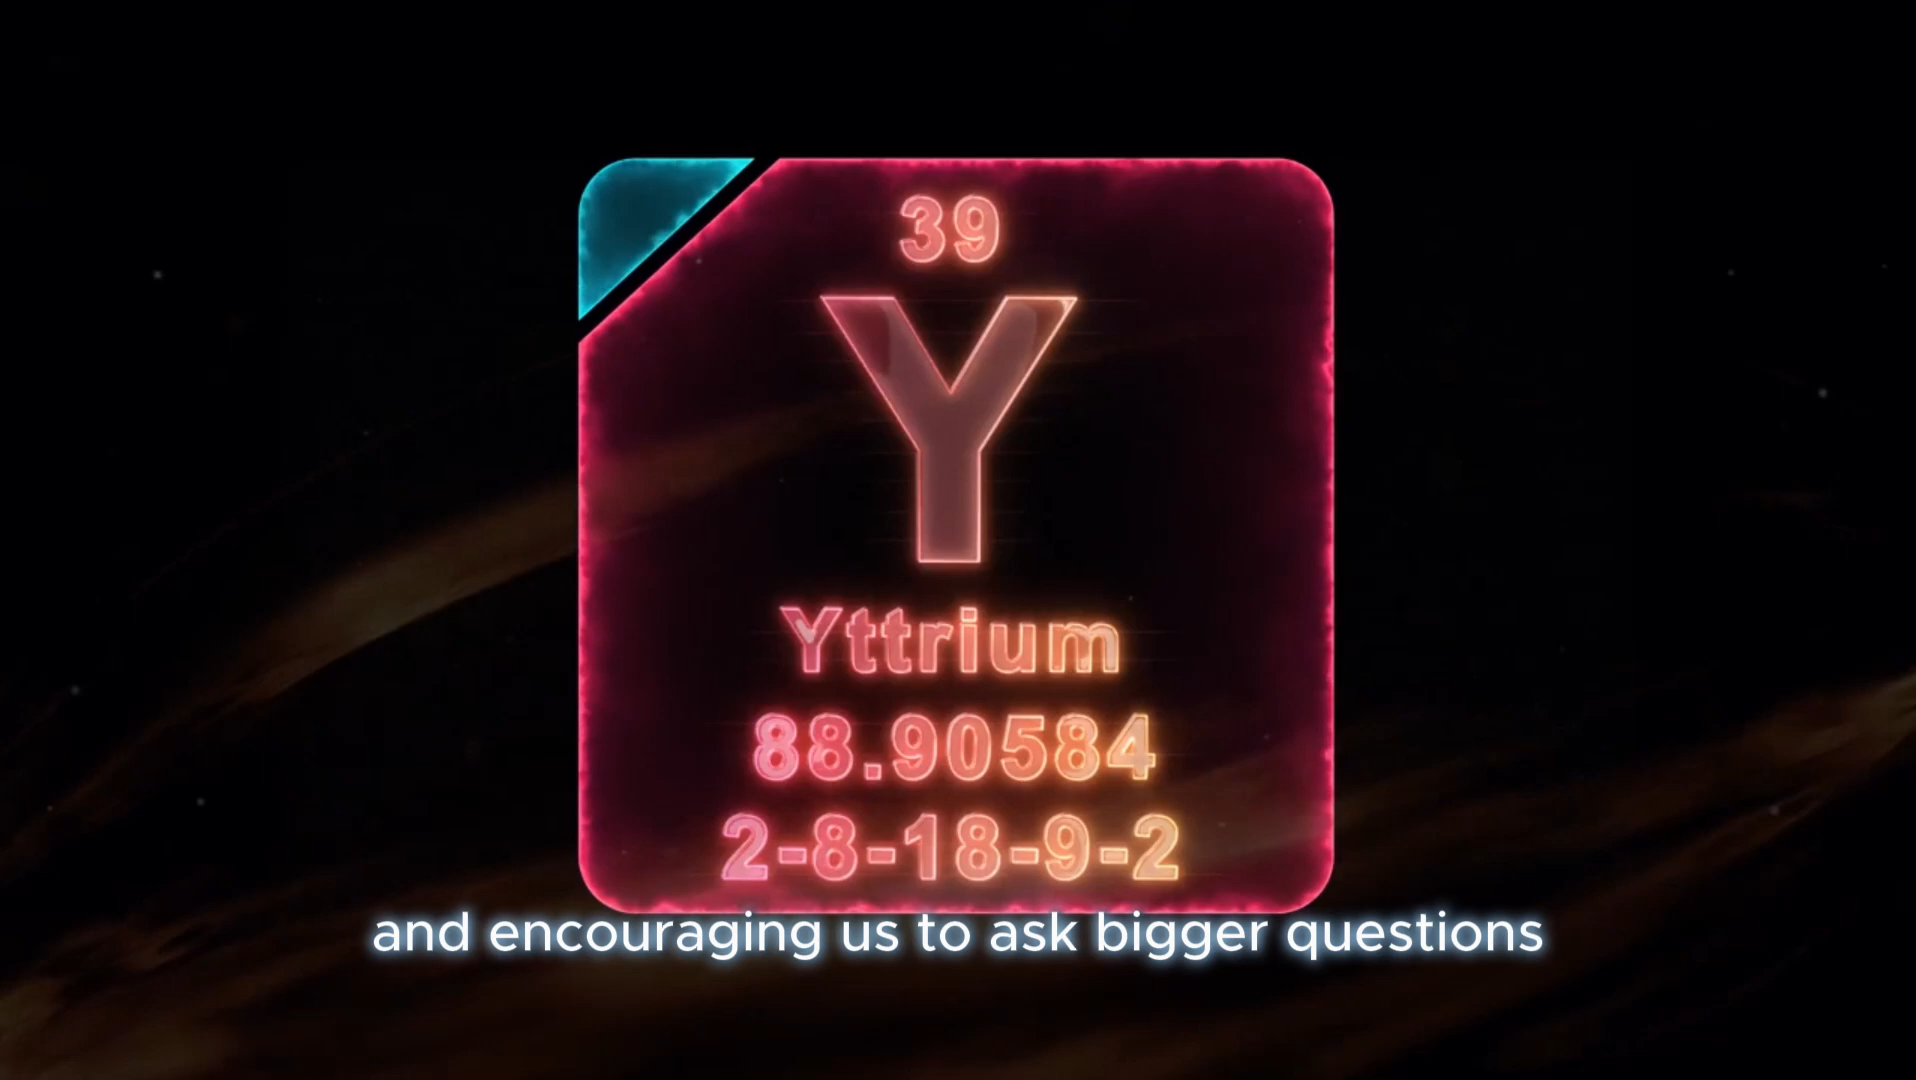 39
Y
Yttrium
88.90584
2-8-18-9-2
and encouraging us to ask bigger questions